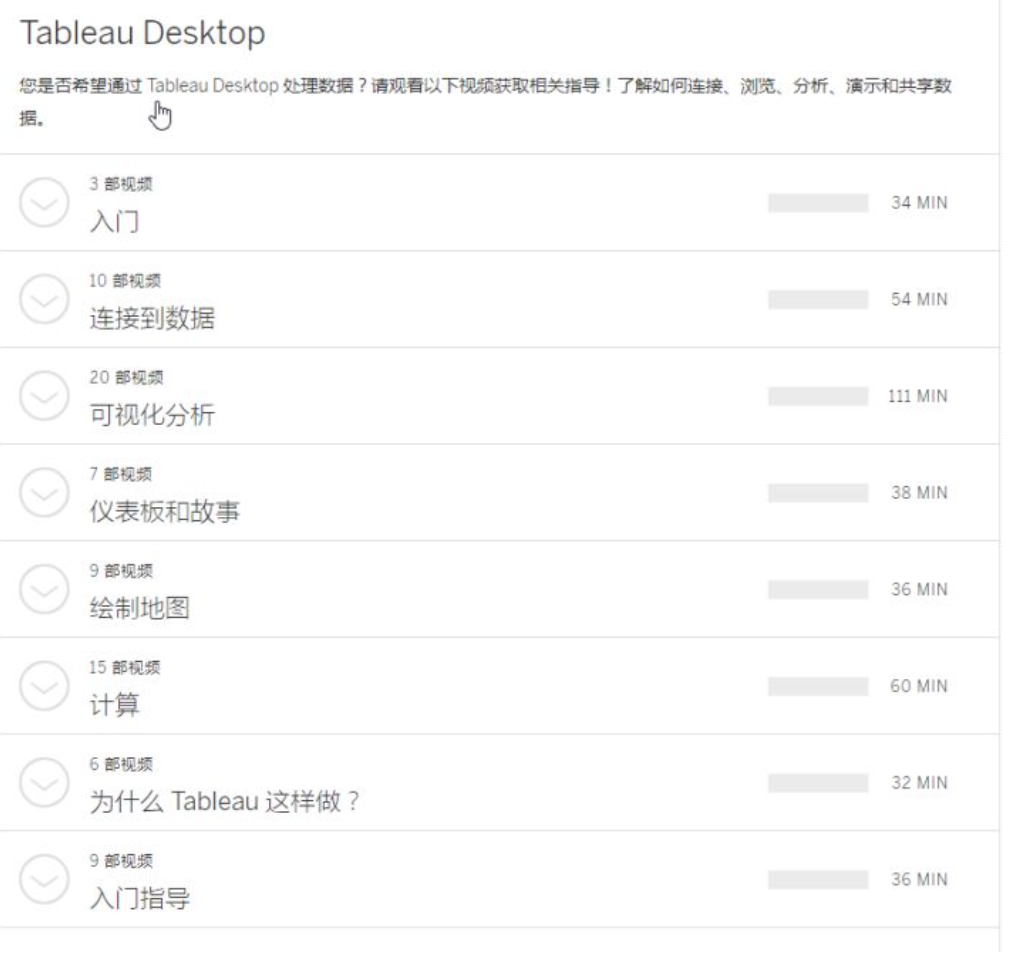 Tableau Desktop
您是否希望通过 Tableau Desktop 处理数据？请观看以下视频获取相关指导！了解如何连接、浏览、分析、演示和共享数
据。
3 部视频
入门
34 MIN
10 部视频
连接到数据
54 MIN
20 部视频
可视化分析
111 MIN
7 部视频
仪表板和故事
38 MIN
9 部视频
绘制地图
36 MIN
15 部视频
计算
60 MIN
6 部视频
为什么 Tableau 这样做？
32 MIN
9 部视频
入门指导
36 MIN